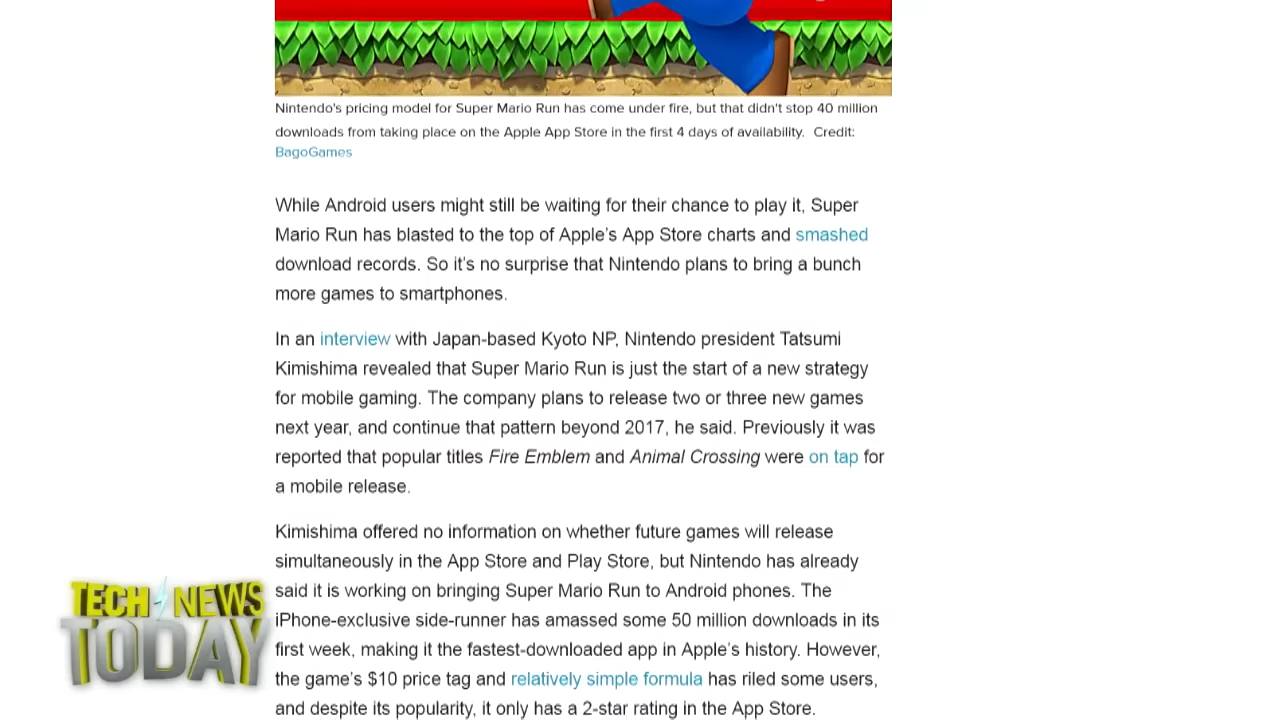 Nintendo's pricing model for Super Mario Run has come under fire, but that didn't stop 40 million
downloads from taking place on the Apple App Store in the first 4 days of availability.  Credit:
BagoGames
While Android users might still be waiting for their chance to play it, Super
Mario Run has blasted to the top of Apple’s App Store charts and smashed
download records. So it’s no surprise that Nintendo plans to bring a bunch
more games to smartphones.
In an interview with Japan-based Kyoto NP, Nintendo president Tatsumi
Kimishima revealed that Super Mario Run is just the start of a new strategy
for mobile gaming. The company plans to release two or three new games
next year, and continue that pattern beyond 2017, he said. Previously it was
reported that popular titles Fire Emblem and Animal Crossing were on tap for
a mobile release.
Kimishima offered no information on whether future games will release
simultaneously in the App Store and Play Store, but Nintendo has already
said it is working on bringing Super Mario Run to Android phones. The
iPhone-exclusive side-runner has amassed some 50 million downloads in its
first week, making it the fastest-downloaded app in Apple’s history. However,
the game’s $10 price tag and relatively simple formula has riled some users,
and despite its popularity, it only has a 2-star rating in the App Store.
TECH NEWS
TODAY